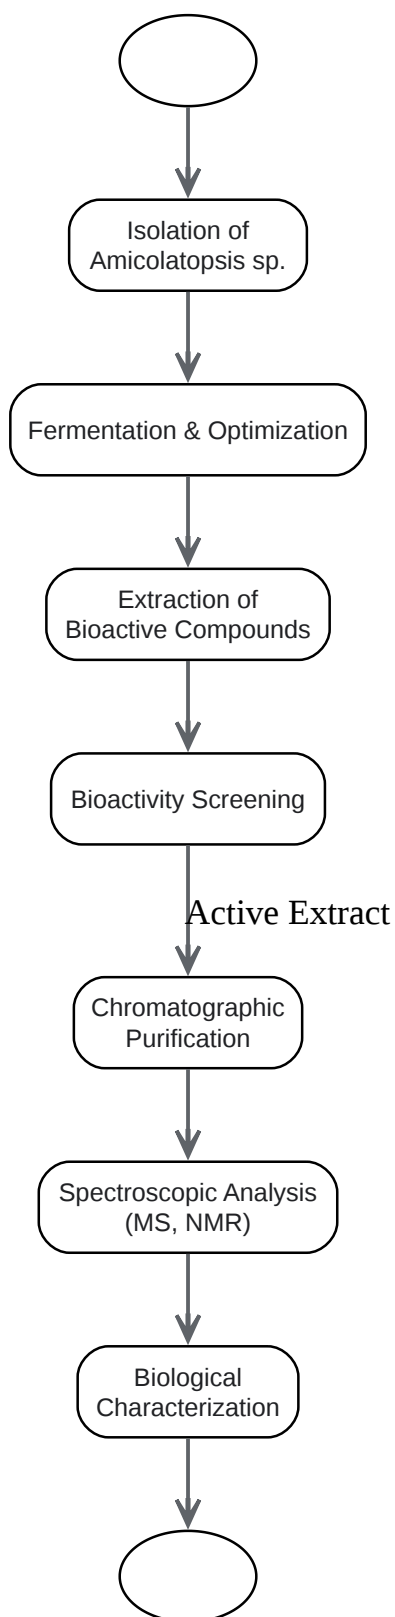 Isolation of
Amicolatopsis sp.
Fermentation & Optimization
Extraction of
Bioactive Compounds
Bioactivity Screening
Active Extract
Chromatographic
Purification
Spectroscopic Analysis
(MS, NMR)
Biological
Characterization